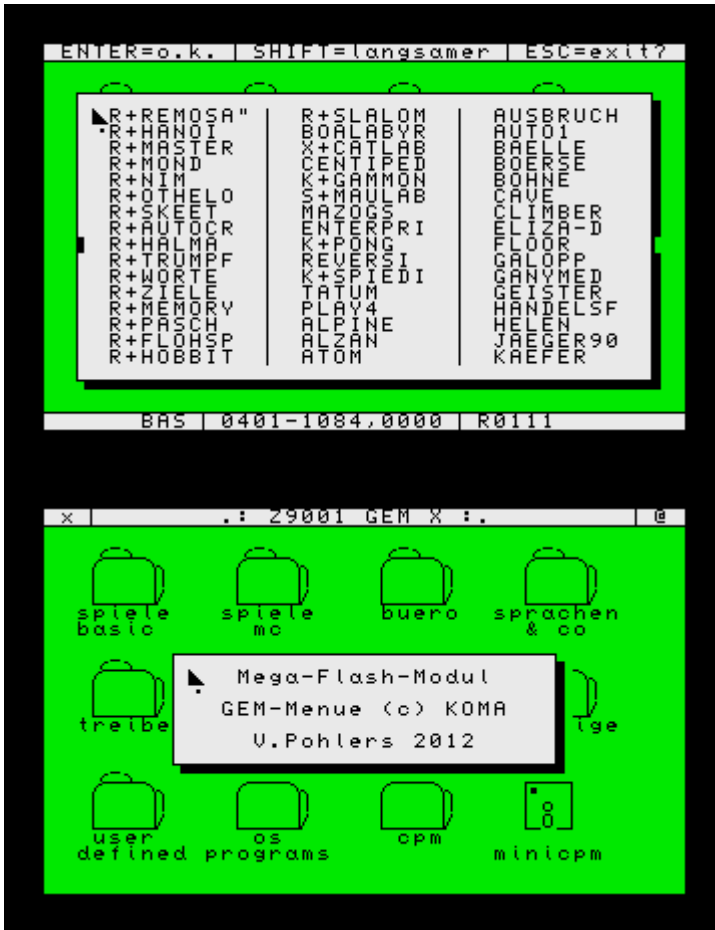 ENTER=o.k. | SHIFT=langsamer | ESC=exit?
R+REMOSA" R+SLALOM AUSBRUCH
R+HANOI BOALABYR AUTO1
R+MASTER X+CATLAB BAELLE
R+MOND CENTIPED BOERSE
R+NIM K+GAMMON BOHNE
R+OTHELO S+MAULAB CAVE
R+SKEET MAZOGS CLIMBER
R+AUTOCR ENTERPRI ELIZA-D
R+HALMA K+PONG FLOOR
R+TRUMPF REVERSI GALOPP
R+WORTE K+SPIEDI GANYMED
R+ZIELE TATUM GEISTER
R+MEMORY PLAY4 HANDELSF
R+PASCH ALPINE HELEN
R+FLOHSP ALZAN JAEGER90
R+HOBBIT ATOM KAEFER
BAS | 0401-1084,0000 | R0111
x | .: Z9001 GEM X :. | @
spiele spiele buero sprachen
basic mc & co
Mega-Flash-Modul
treibe ige
GEM-Menue (c) KOMA
V.Pohlers 2012
user os cpm
defined programs minicpm